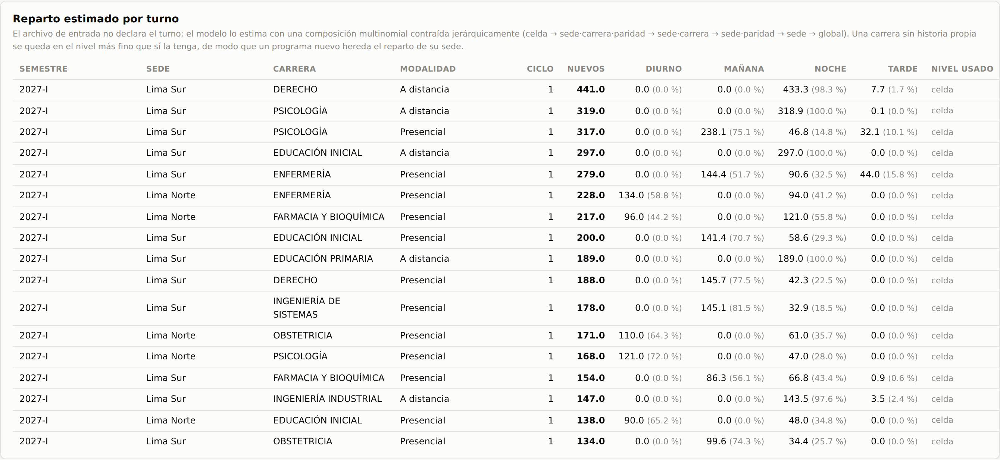 Reparto estimado por turno
El archivo de entrada no declara el turno: el modelo lo estima con una composición multinomial contraída jerárquicamente (celda → sede·carrera·paridad → sede·carrera → sede·paridad → sede → global). Una carrera sin historia propia
se queda en el nivel más fino que sí la tenga, de modo que un programa nuevo hereda el reparto de su sede.
SEMESTRE SEDE CARRERA MODALIDAD CICLO NUEVOS DIURNO MAÑANA NOCHE TARDE NIVEL USADO
2027-I Lima Sur DERECHO A distancia 1 441.0 0.0 (0.0 %) 0.0 (0.0 %) 433.3 (98.3 %) 7.7 (1.7 %) celda
2027-I Lima Sur PSICOLOGÍA A distancia 1 319.0 0.0 (0.0 %) 0.0 (0.0 %) 318.9 (100.0 %) 0.1 (0.0 %) celda
2027-I Lima Sur PSICOLOGÍA Presencial 1 317.0 0.0 (0.0 %) 238.1 (75.1 %) 46.8 (14.8 %) 32.1 (10.1 %) celda
2027-I Lima Sur EDUCACIÓN INICIAL A distancia 1 297.0 0.0 (0.0 %) 0.0 (0.0 %) 297.0 (100.0 %) 0.0 (0.0 %) celda
2027-I Lima Sur ENFERMERÍA Presencial 1 279.0 0.0 (0.0 %) 144.4 (51.7 %) 90.6 (32.5 %) 44.0 (15.8 %) celda
2027-I Lima Norte ENFERMERÍA Presencial 1 228.0 134.0 (58.8 %) 0.0 (0.0 %) 94.0 (41.2 %) 0.0 (0.0 %) celda
2027-I Lima Norte FARMACIA Y BIOQUÍMICA Presencial 1 217.0 96.0 (44.2 %) 0.0 (0.0 %) 121.0 (55.8 %) 0.0 (0.0 %) celda
2027-I Lima Sur EDUCACIÓN INICIAL Presencial 1 200.0 0.0 (0.0 %) 141.4 (70.7 %) 58.6 (29.3 %) 0.0 (0.0 %) celda
2027-I Lima Sur EDUCACIÓN PRIMARIA A distancia 1 189.0 0.0 (0.0 %) 0.0 (0.0 %) 189.0 (100.0 %) 0.0 (0.0 %) celda
2027-I Lima Sur DERECHO Presencial 1 188.0 0.0 (0.0 %) 145.7 (77.5 %) 42.3 (22.5 %) 0.0 (0.0 %) celda
2027-I Lima Sur INGENIERÍA DE
SISTEMAS Presencial 1 178.0 0.0 (0.0 %) 145.1 (81.5 %) 32.9 (18.5 %) 0.0 (0.0 %) celda
2027-I Lima Norte OBSTETRICIA Presencial 1 171.0 110.0 (64.3 %) 0.0 (0.0 %) 61.0 (35.7 %) 0.0 (0.0 %) celda
2027-I Lima Norte PSICOLOGÍA Presencial 1 168.0 121.0 (72.0 %) 0.0 (0.0 %) 47.0 (28.0 %) 0.0 (0.0 %) celda
2027-I Lima Sur FARMACIA Y BIOQUÍMICA Presencial 1 154.0 0.0 (0.0 %) 86.3 (56.1 %) 66.8 (43.4 %) 0.9 (0.6 %) celda
2027-I Lima Sur INGENIERÍA INDUSTRIAL A distancia 1 147.0 0.0 (0.0 %) 0.0 (0.0 %) 143.5 (97.6 %) 3.5 (2.4 %) celda
2027-I Lima Norte EDUCACIÓN INICIAL Presencial 1 138.0 90.0 (65.2 %) 0.0 (0.0 %) 48.0 (34.8 %) 0.0 (0.0 %) celda
2027-I Lima Sur OBSTETRICIA Presencial 1 134.0 0.0 (0.0 %) 99.6 (74.3 %) 34.4 (25.7 %) 0.0 (0.0 %) celda